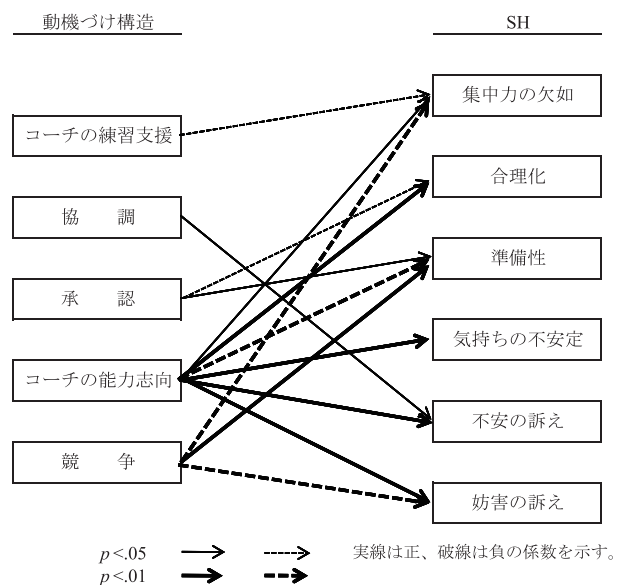 動機づけ構造
SH
コーチの練習支援
協　　調
承　　認
コーチの能力志向
競　　争
集中力の欠如
合理化
準備性
気持ちの不安定
不安の訴え
妨害の訴え
p<.05
p<.01
実線は正、破線は負の係数を示す。